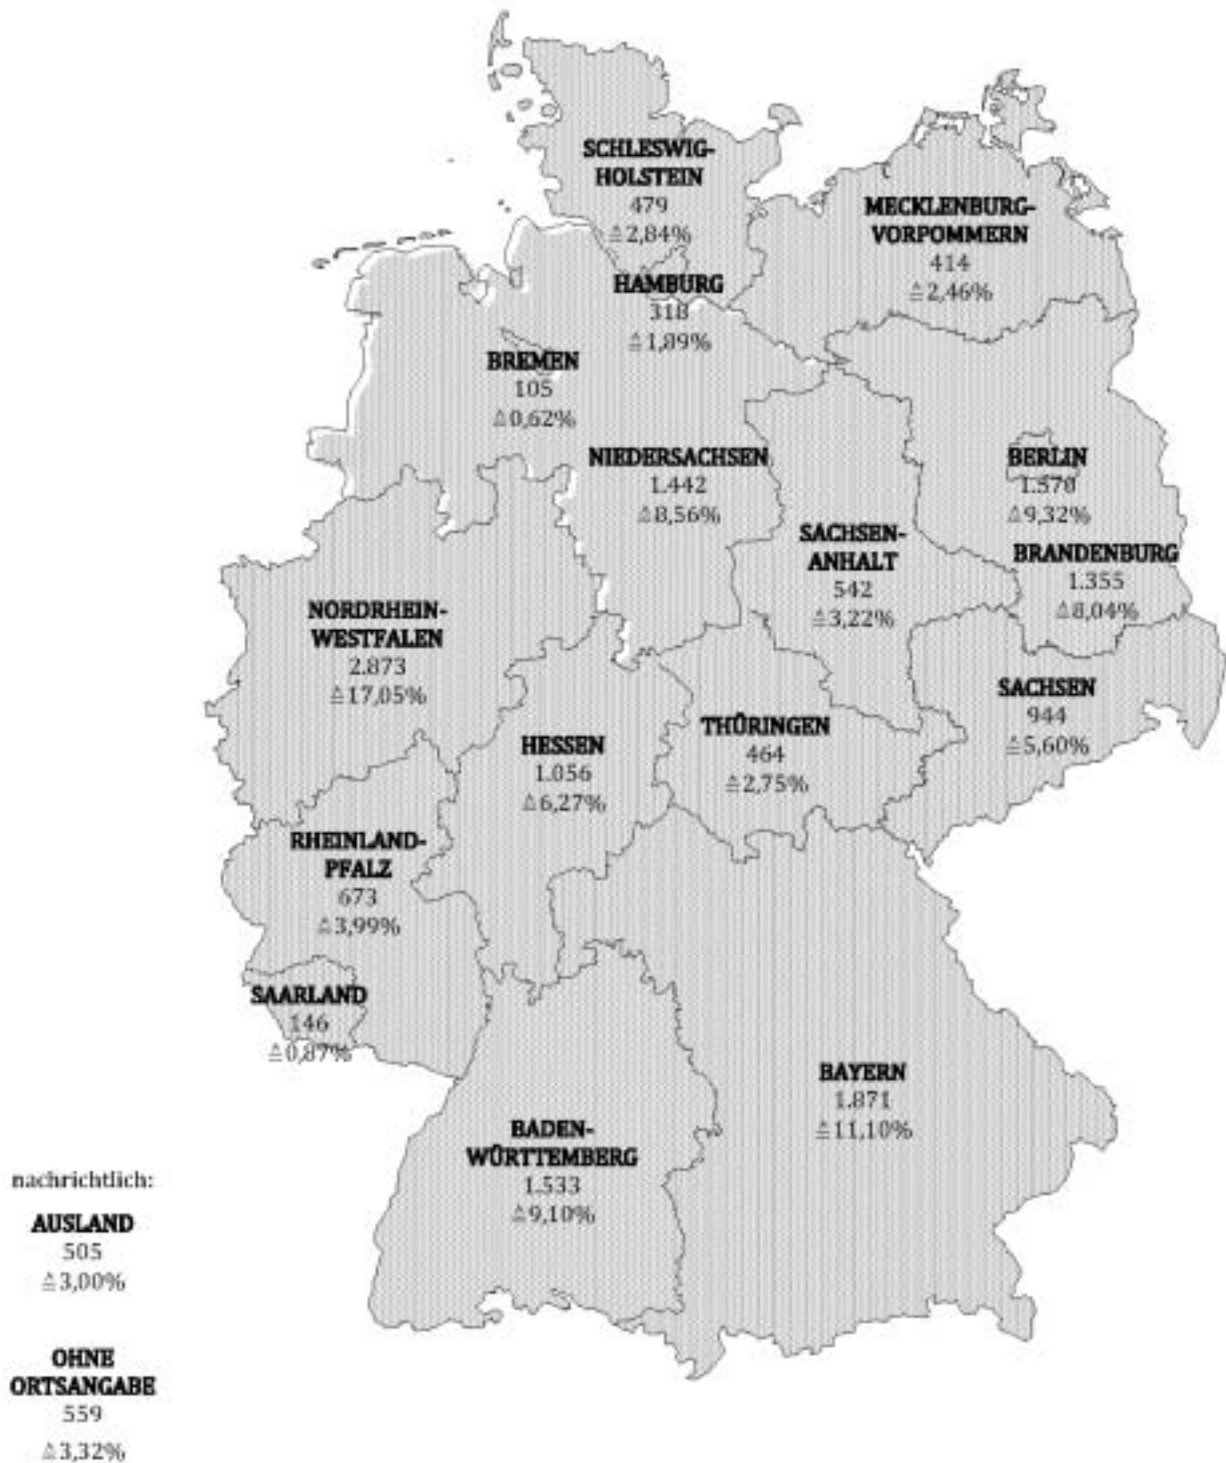 SCHLESWIG-
HOLSTEIN
479
≙2,84%
MECKLENBURG-
VORPOMMERN
414
≙2,46%
HAMBURG
318
≙1,89%
BREMEN
105
≙0,62%
NIEDERSACHSEN
1.442
≙8,56%
BERLIN
1.570
≙9,32%
SACHSEN-
ANHALT
542
≙3,22%
BRANDENBURG
1.355
≙8,04%
NORDRHEIN-
WESTFALEN
2.873
≙17,05%
SACHSEN
944
≙5,60%
THÜRINGEN
464
≙2,75%
HESSEN
1.056
≙6,27%
RHEINLAND-
PFALZ
673
≙3,99%
SAARLAND
146
≙0,87%
BAYERN
1.871
≙11,10%
BADEN-
WÜRTTEMBERG
1.533
≙9,10%
nachrichtlich:
AUSLAND
505
≙3,00%
OHNE
ORTSANGABE
559
≙3,32%